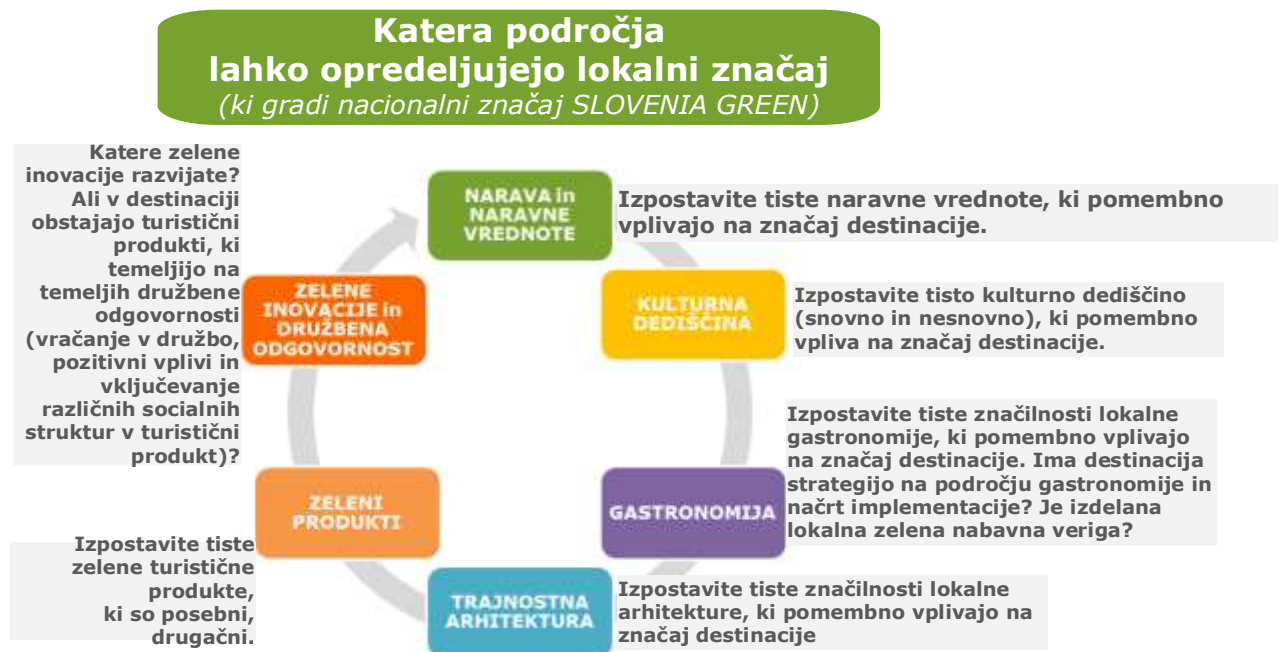 Katera področja
lahko opredeljujejo lokalni značaj
(ki gradi nacionalni značaj SLOVENIA GREEN)
NARAVA in
NARAVNE
VREDNOTE
Izpostavite tiste naravne vrednote, ki pomembno
vplivajo na značaj destinacije.
KULTURNA
DEDIŠČINA
Izpostavite tisto kulturno dediščino
(snovno in nesnovno), ki pomembno
vpliva na značaj destinacije.
GASTRONOMIJA
Izpostavite tiste značilnosti lokalne
gastronomije, ki pomembno vplivajo
na značaj destinacije. Ima destinacija
strategijo na področju gastronomije in
načrt implementacije? Je izdelana
lokalna zelena nabavna veriga?
TRAJNOSTNA
ARHITEKTURA
Izpostavite tiste značilnosti lokalne
arhitekture, ki pomembno vplivajo na
značaj destinacije
ZELENI
PRODUKTI
Izpostavite tiste
zelene turistične
produkte,
ki so posebni,
drugačni.
ZELENE
INOVACIJE in
DRUŽBENA
ODGOVORNOST
Katere zelene
inovacije razvijate?
Ali v destinaciji
obstajajo turistični
produkti, ki
temeljijo na
temeljih družbene
odgovornosti
(vračanje v družbo,
pozitivni vplivi in
vključevanje
različnih socialnih
struktur v turistični
produkt)?